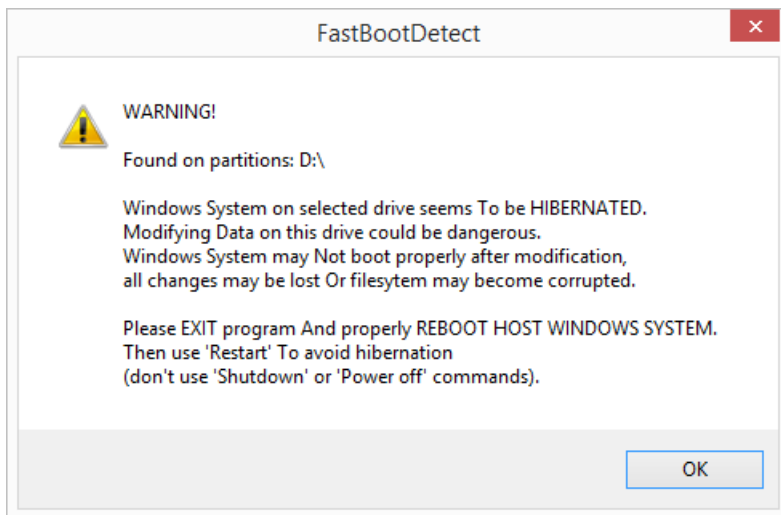 FastBootDetect
WARNING!
Found on partitions: D:\
Windows System on selected drive seems To be HIBERNATED.
Modifying Data on this drive could be dangerous.
Windows System may Not boot properly after modification,
all changes may be lost Or filesytem may become corrupted.
Please EXIT program And properly REBOOT HOST WINDOWS SYSTEM.
Then use 'Restart' To avoid hibernation
(don't use 'Shutdown' or 'Power off' commands).
OK